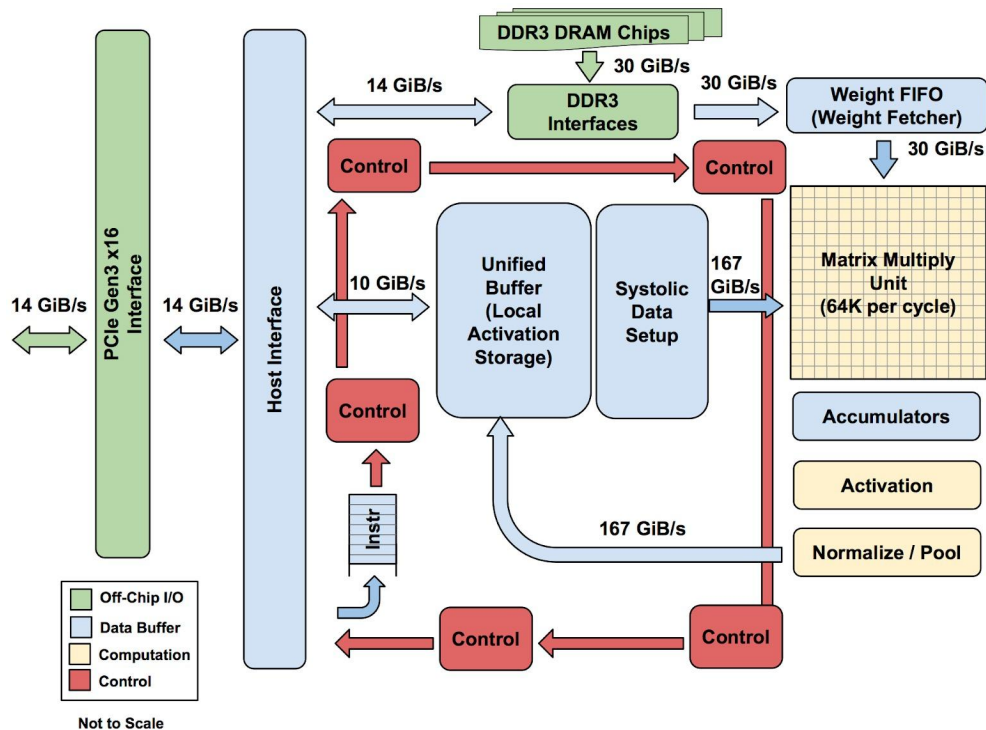 DDR3 DRAM Chips
30 GiB/s
14 GiB/s
30 GiB/s
DDR3
Interfaces
Weight FIFO
(Weight Fetcher)
30 GiB/s
Control
Control
Matrix Multiply
Unit
(64K per cycle)
Unified
Buffer
(Local
Activation
Storage)
Systolic
Data
Setup
167
GiB/s
10 GiB/s
14 GiB/s
PCIe Gen3 x16
Interface
14 GiB/s
Host Interface
Control
Accumulators
Activation
Instr
167 GiB/s
Normalize / Pool
Off-Chip I/O
Data Buffer
Computation
Control
Control
Control
Not to Scale